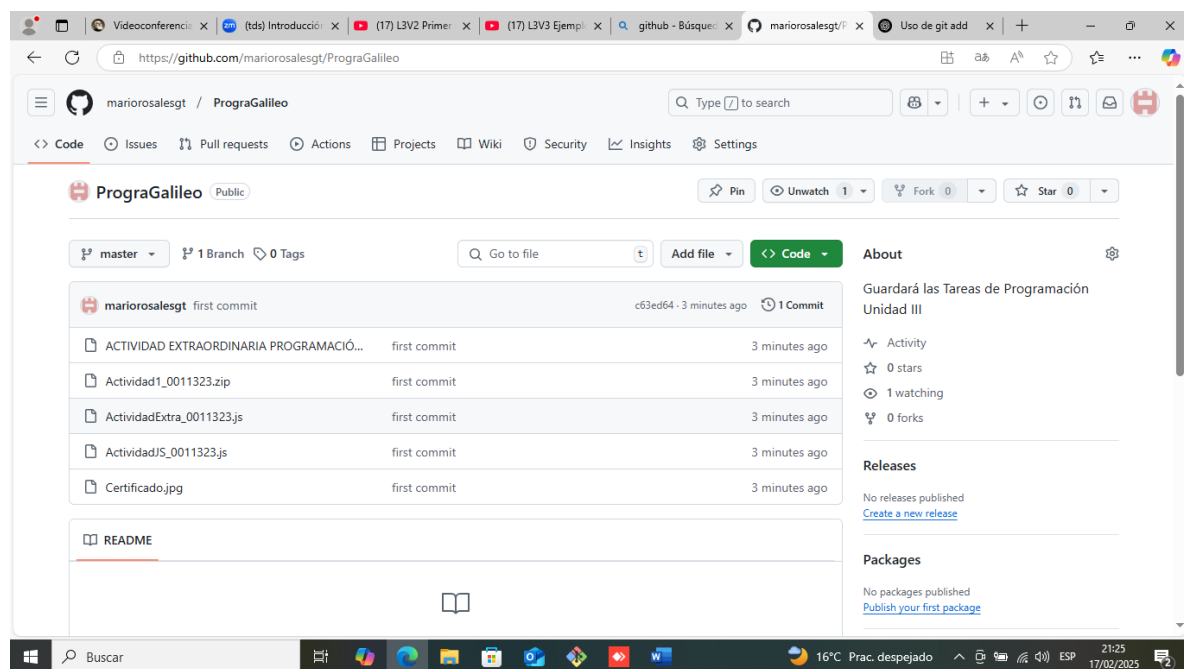 Videoconferencia
zm (tds) Introducción
(17) L3V2 Primer
(17) L3V3 Ejempl
github - Búsqued
mariorosalesgt/P
Uso de git add
https://github.com/mariorosalesgt/PrograGalileo
mariorosalesgt / PrograGalileo
Type / to search
<> Code Issues Pull requests Actions Projects Wiki Security Insights Settings
PrograGalileo Public
Pin Unwatch 1 Fork 0 Star 0
master 1 Branch 0 Tags
Go to file t Add file <> Code
About
Guardará las Tareas de Programación
Unidad III
mariorosalesgt first commit c63ed64 · 3 minutes ago 1 Commit
ACTIVIDAD EXTRAORDINARIA PROGRAMACIÓ... first commit 3 minutes ago
Actividad1_0011323.zip first commit 3 minutes ago
ActividadExtra_0011323.js first commit 3 minutes ago
ActividadJS_0011323.js first commit 3 minutes ago
Certificado.jpg first commit 3 minutes ago
Activity
0 stars
1 watching
0 forks
Releases
No releases published
Create a new release
README
Packages
No packages published
Publish your first package
Buscar
16°C Prac. despejado ESP 21:25
17/02/2025
2